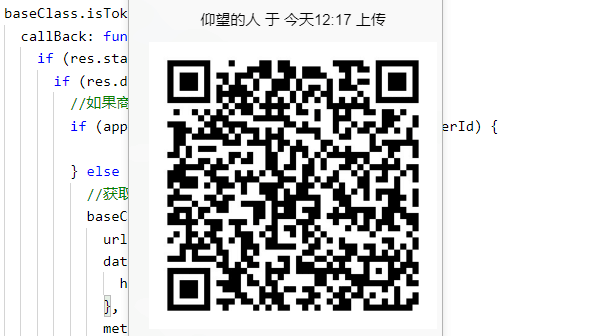 仰望的人 于 今天12:17 上传
baseClass.isTok
callBack: fun
if (res.sta
if (res.d
//如果商
if (app
erId) {
} else
//获取
baseC
url
dat
h
},
met